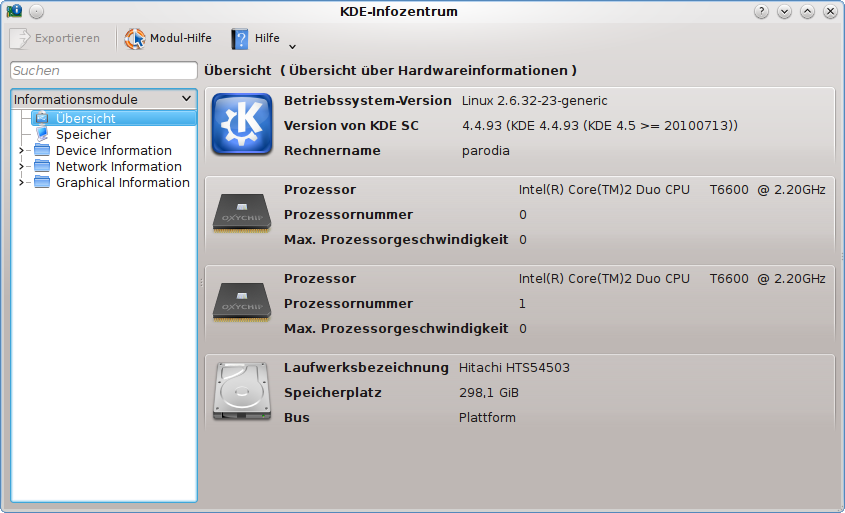 KDE-Infozentrum
Exportieren Modul-Hilfe Hilfe
Suchen
Informationsmodule
Übersicht
Speicher
Device Information
Network Information
Graphical Information
Übersicht ( Übersicht über Hardwareinformationen )
Betriebssystem-Version Linux 2.6.32-23-generic
Version von KDE SC 4.4.93 (KDE 4.4.93 (KDE 4.5 >= 20100713))
Rechnername parodia
OXYCHIP
Prozessor Intel(R) Core(TM)2 Duo CPU T6600 @ 2.20GHz
Prozessornummer 0
Max. Prozessorgeschwindigkeit 0
OXYCHIP
Prozessor Intel(R) Core(TM)2 Duo CPU T6600 @ 2.20GHz
Prozessornummer 1
Max. Prozessorgeschwindigkeit 0
Laufwerksbezeichnung Hitachi HTS54503
Speicherplatz 298,1 GiB
Bus Plattform